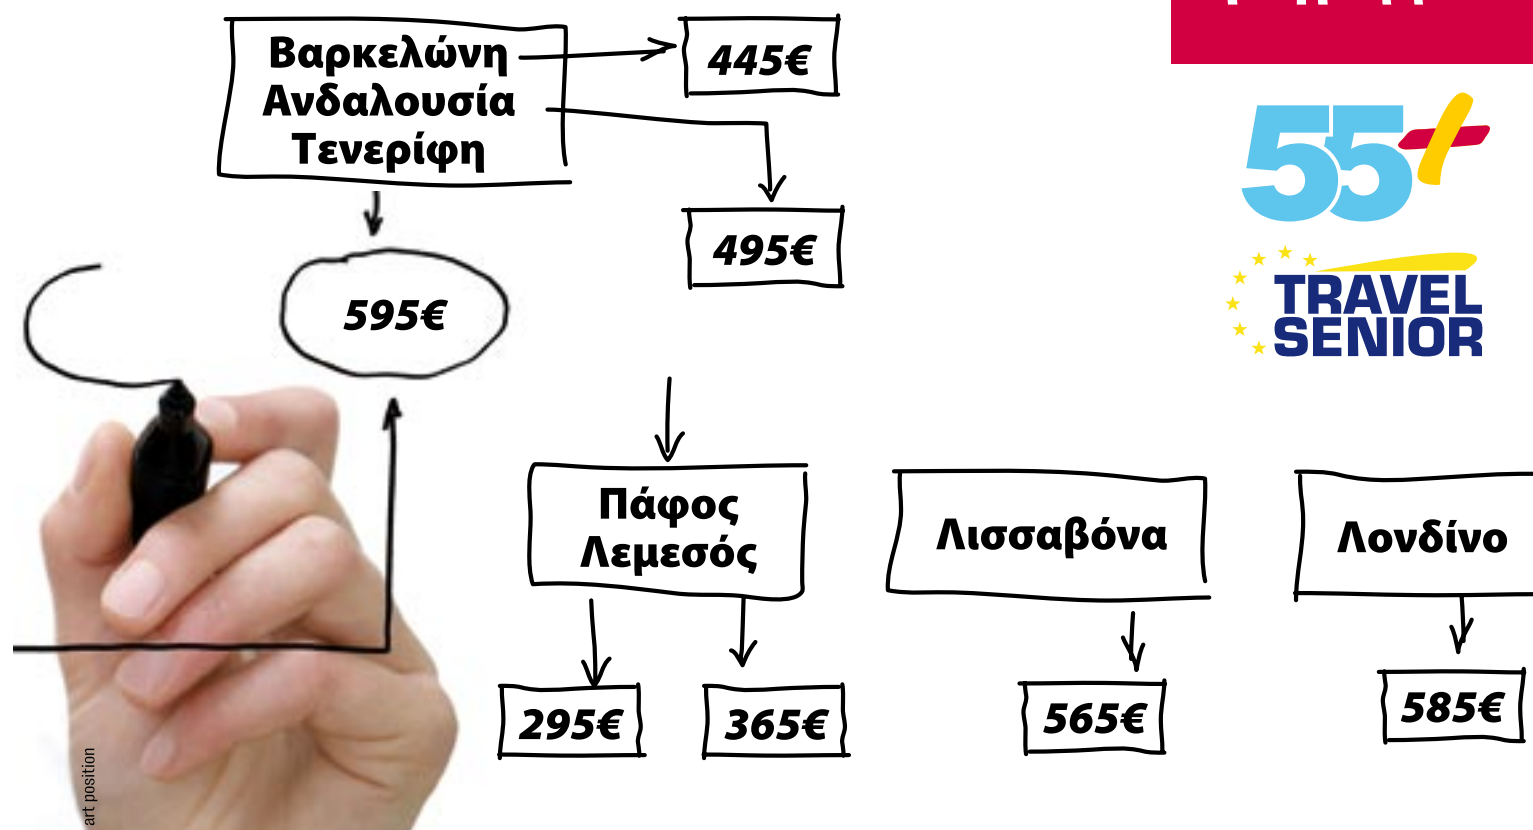 Βαρκελώνη
Ανδαλουσία
Τενερίφη
445€
495€
595€
55+
TRAVEL
SENIOR
Πάφος
Λεμεσός
Λισσαβόνα
Λονδίνο
295€
365€
565€
585€
art position